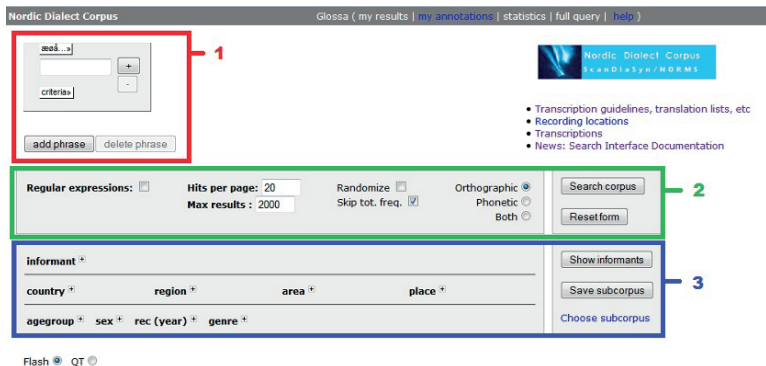 Nordic Dialect Corpus Glossa ( my results | my annotations | statistics | full query | help )
æøå...»
+
-
criteria»
add phrase delete phrase
1
Nordic Dialect Corpus
ScanDiaSyn/NORMS
• Transcription guidelines, translation lists, etc
• Recording locations
• Transcriptions
• News: Search Interface Documentation
Regular expressions: Hits per page: 20 Randomize Orthographic Search corpus
Max results : 2000 Skip tot. freq. Phonetic
Both Reset form
2
informant + Show informants
country + region + area + place + Save subcorpus
agegroup + sex + rec (year) + genre + Choose subcorpus
3
Flash QT